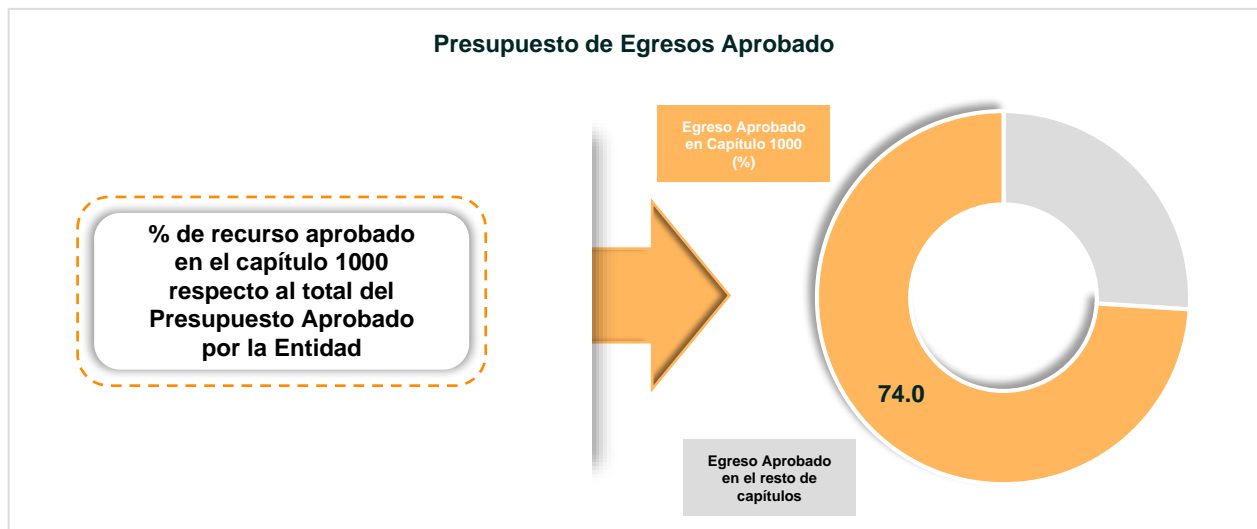 Presupuesto de Egresos Aprobado
Egreso Aprobado
en Capítulo 1000
(%)
% de recurso aprobado
en el capítulo 1000
respecto al total del
Presupuesto Aprobado
por la Entidad
74.0
Egreso Aprobado
en el resto de
capítulos